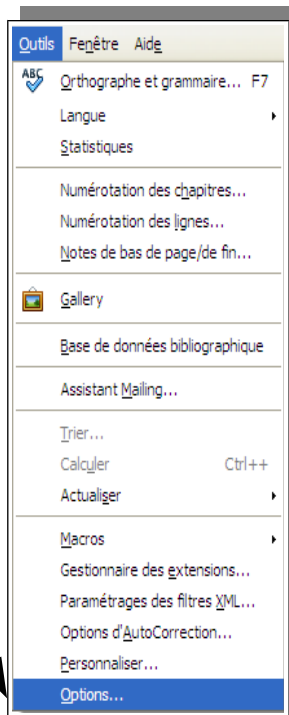 Outils Fenêtre Aide
ABC Orthographe et grammaire... F7
Langue
Statistiques
Numérotation des chapitres...
Numérotation des lignes...
Notes de bas de page/de fin...
Gallery
Base de données bibliographique
Assistant Mailing...
Trier...
Calculer Ctrl++
Actualiser
Macros
Gestionnaire des extensions...
Paramétrages des filtres XML...
Options d'AutoCorrection...
Personnaliser...
Options...